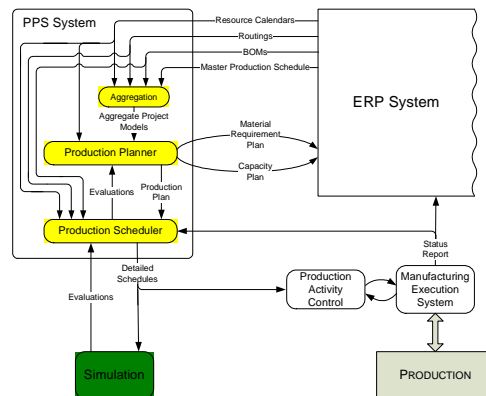 PPS System
Resource Calendars
Routings
BOMs
Master Production Schedule
ERP System
Aggregation
Aggregate Project
Models
Material
Requirement
Plan
Production Planner
Capacity
Plan
Evaluations
Production
Plan
Production Scheduler
Status
Report
Detailed
Schedules
Evaluations
Production
Activity
Control
Manufacturing
Execution
System
Simulation
PRODUCTION